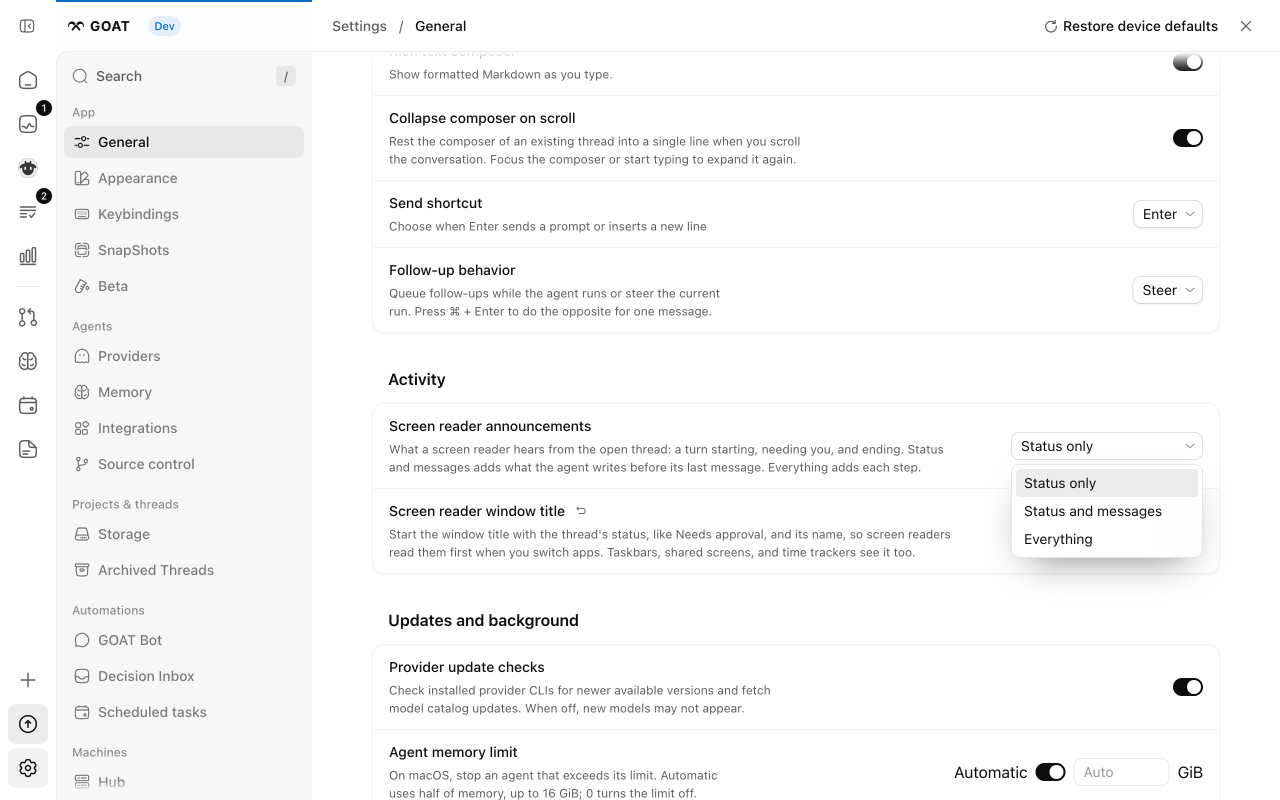 GOAT
Dev
Settings / General
Restore device defaults
Search
/
App
General
Appearance
Keybindings
SnapShots
Beta
Agents
Providers
Memory
Integrations
Source control
Projects & threads
Storage
Archived Threads
Automations
GOAT Bot
Decision Inbox
Scheduled tasks
Machines
Hub
1
2
Rich text composer
Show formatted Markdown as you type.
Collapse composer on scroll
Rest the composer of an existing thread into a single line when you scroll
the conversation. Focus the composer or start typing to expand it again.
Send shortcut
Choose when Enter sends a prompt or inserts a new line
Enter
Follow-up behavior
Queue follow-ups while the agent runs or steer the current
run. Press ⌘ + Enter to do the opposite for one message.
Steer
Activity
Screen reader announcements
What a screen reader hears from the open thread: a turn starting, needing you, and ending. Status
and messages adds what the agent writes before its last message. Everything adds each step.
Status only
Status only
Status and messages
Everything
Screen reader window title
Start the window title with the thread's status, like Needs approval, and its name, so screen readers
read them first when you switch apps. Taskbars, shared screens, and time trackers see it too.
Updates and background
Provider update checks
Check installed provider CLIs for newer available versions and fetch
model catalog updates. When off, new models may not appear.
Agent memory limit
On macOS, stop an agent that exceeds its limit. Automatic
uses half of memory, up to 16 GiB; 0 turns the limit off.
Automatic
Auto
GiB